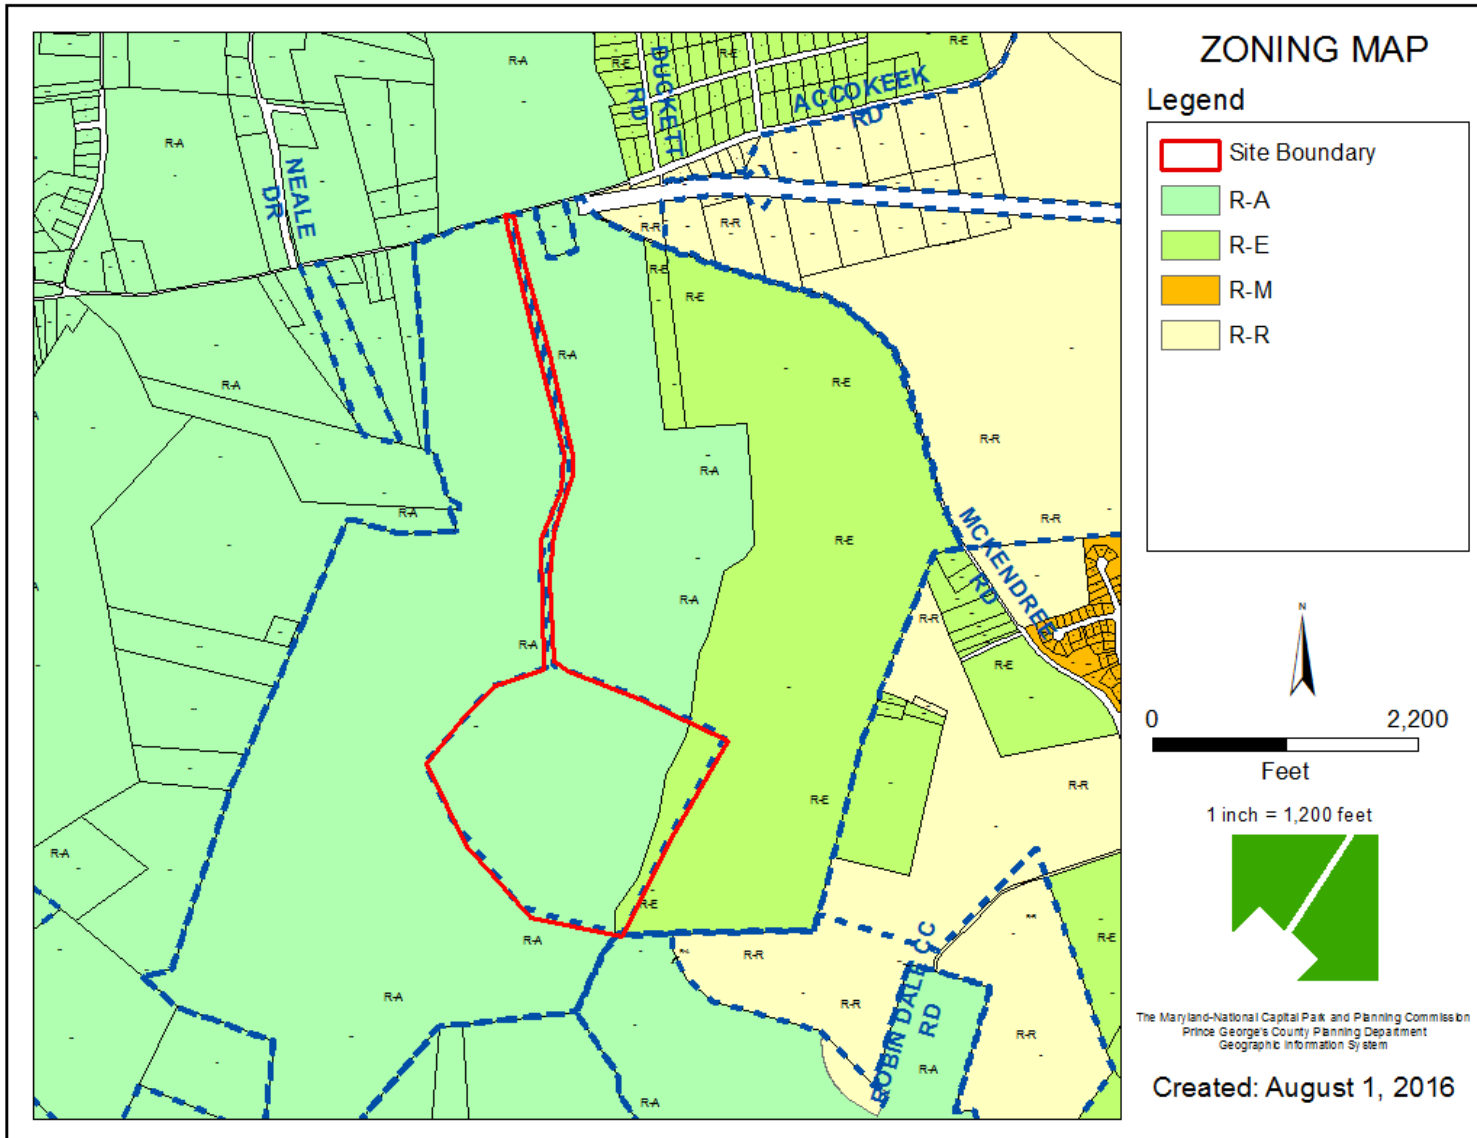 ZONING MAP
Legend
Site Boundary
R-A
R-E
R-M
R-R
N
0 2,200
Feet
1 inch = 1,200 feet
The Maryland-National Capital Park and Planning Commission
Prince George's County Planning Department
Geographic Information System
Created: August 1, 2016
R-A
R-E
R-E
R-E
DUCKETT
RD
ACCOKEEK
RD
R-A
NEALE
DR
R-R
R-R
R-E
R-E
R-A
R-E
R-A
R-R
R-A
R-A
R-R
R-E
MCKENDREE
RD
R-A
R-R
R-A
R-E
R-R
R-E
R-A
R-E
R-A
R-R
R-E
R-A
R-R
R-R
ROBIN DALE CC
RD
R-R
R-A
R-A